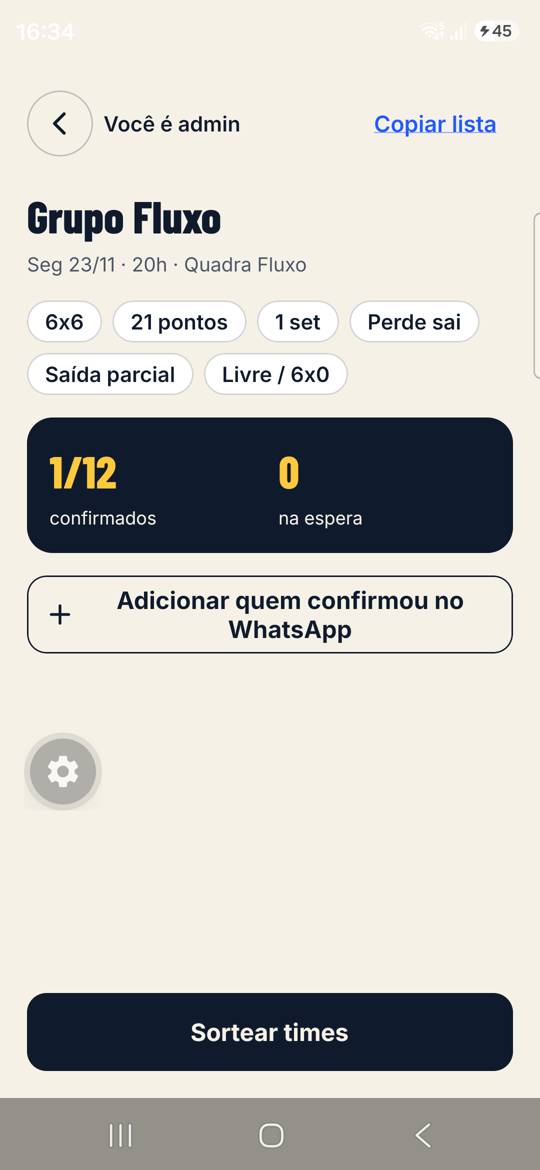 16:34
45
Você é admin
Copiar lista
Grupo Fluxo
Seg 23/11 · 20h · Quadra Fluxo
6x6
21 pontos
1 set
Perde sai
Saída parcial
Livre / 6x0
1/12
0
confirmados
na espera
Adicionar quem confirmou no
WhatsApp
Sortear times